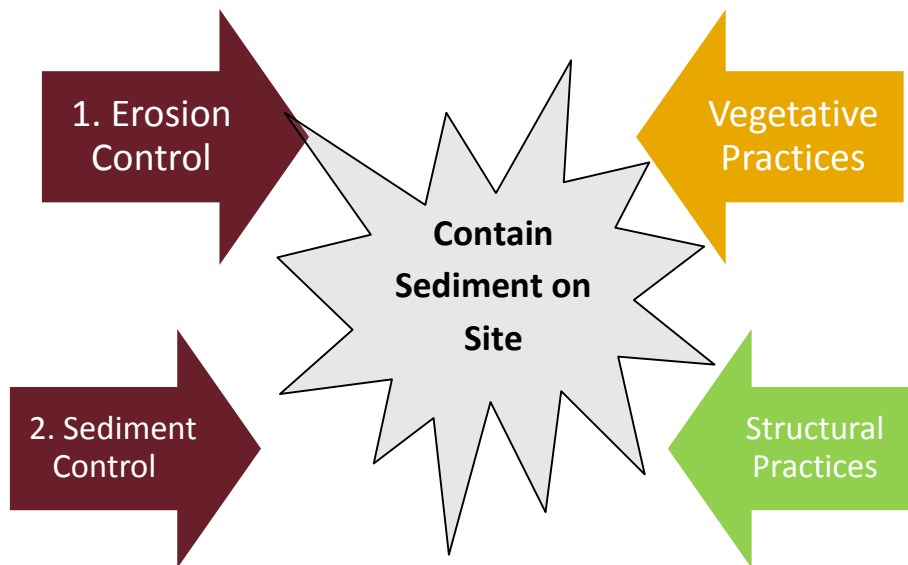 1. Erosion
Control
Vegetative
Practices
Contain
Sediment on
Site
2. Sediment
Control
Structural
Practices